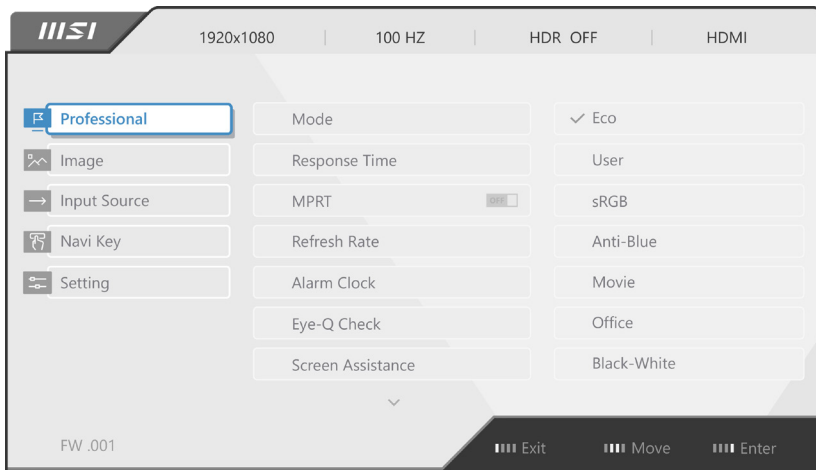 msi 1920x1080 100 HZ HDR OFF HDMI
Professional Mode Eco
Image Response Time User
Input Source MPRT OFF sRGB
Navi Key Refresh Rate Anti-Blue
Setting Alarm Clock Movie
Eye-Q Check Office
Screen Assistance Black-White
FW .001 Exit Move Enter